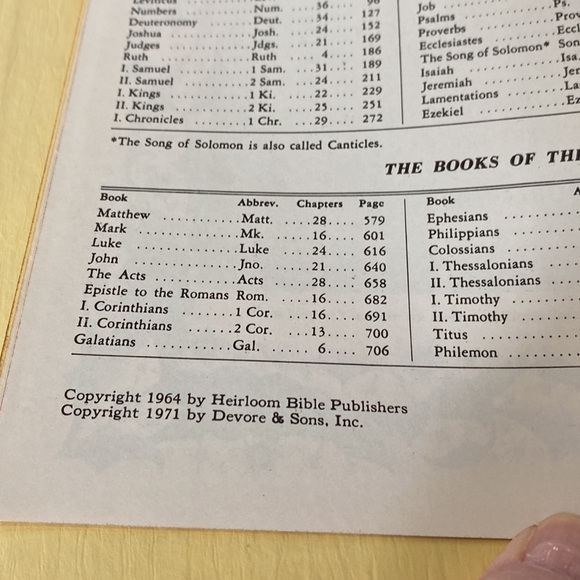 Leviticus
Numbers ........... Num. ...36.... 96
Deuteronomy ....... Deut. ...34.... 127
Joshua ............ Josh. ...24.... 152
Judges ............ Jdgs. ...21.... 169
Ruth .............. Ruth ... 4.... 186
I. Samuel ......... 1 Sam. ...31.... 189
II. Samuel ........ 2 Sam. ...24.... 211
I. Kings .......... 1 Ki. ...22.... 229
II. Kings ......... 2 Ki. ...25.... 251
I. Chronicles ........1 Chr. ...29.... 272
Job
Psalms ............ Ps.
Proverbs
Ecclesiastes
The Song of Solomon*
Isaiah ............ Isa.
Jeremiah
Lamentations
Ezekiel
*The Song of Solomon is also called Canticles.
THE BOOKS OF THE
Book Abbrev. Chapters Page
Matthew ...........Matt. ....28.... 579
Mark ..............Mk. .....16.... 601
Luke ..............Luke ....24.... 616
John ..............Jno. ....21.... 640
The Acts ..........Acts ....28.... 658
Epistle to the Romans Rom. ....16.... 682
I. Corinthians ......1 Cor. ...16.... 691
II. Corinthians ......2 Cor. ...13.... 700
Galatians ...........Gal. ...... 6.... 706
Book
Ephesians ..........
Philippians ........
Colossians .........
I. Thessalonians ...
II. Thessalonians ..
I. Timothy .........
II. Timothy ........
Titus ..............
Philemon ...........
Copyright 1964 by Heirloom Bible Publishers
Copyright 1971 by Devore & Sons, Inc.